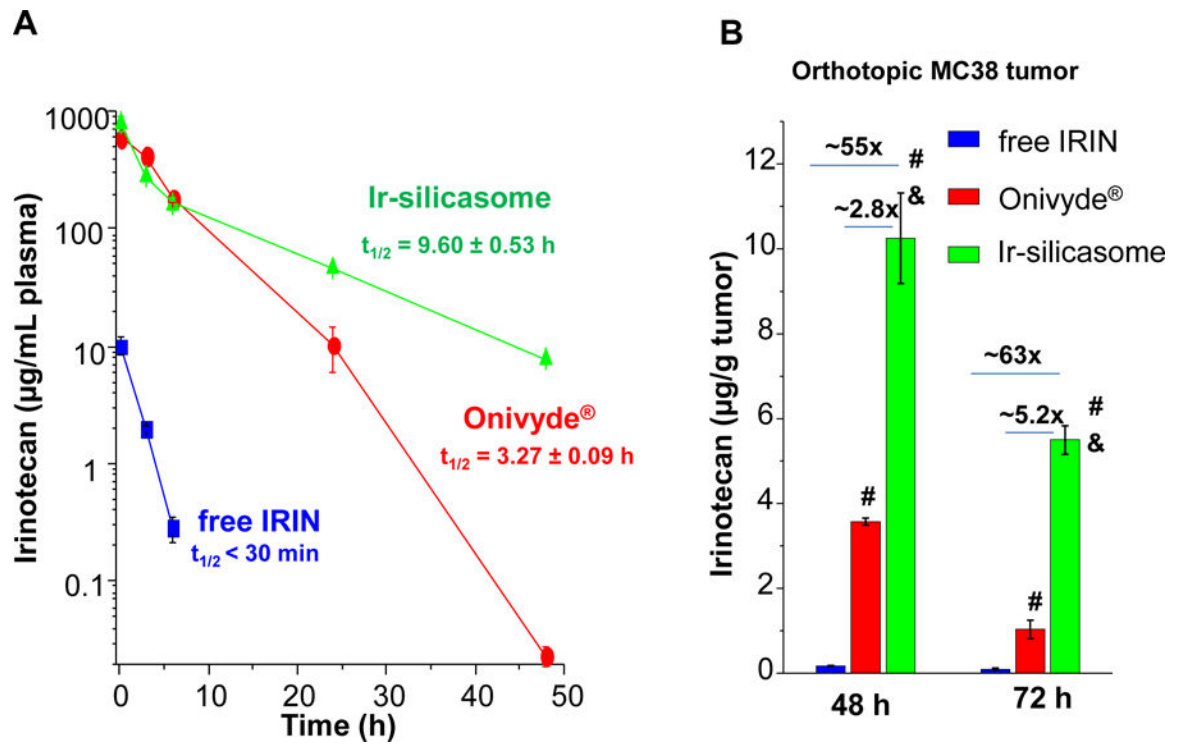 A
Irinotecan (µg/mL plasma)
1000
100
10
1
0.1
0
10
20
30
40
50
Time (h)
Ir-silicasome
t1/2 = 9.60 ± 0.53 h
Onivyde®
t1/2 = 3.27 ± 0.09 h
free IRIN
t1/2 < 30 min
B
Orthotopic MC38 tumor
Irinotecan (µg/g tumor)
12
10
8
6
4
2
0
free IRIN
Onivyde®
Ir-silicasome
~55x
#
&
~2.8x
#
~63x
#
&
~5.2x
#
48 h
72 h